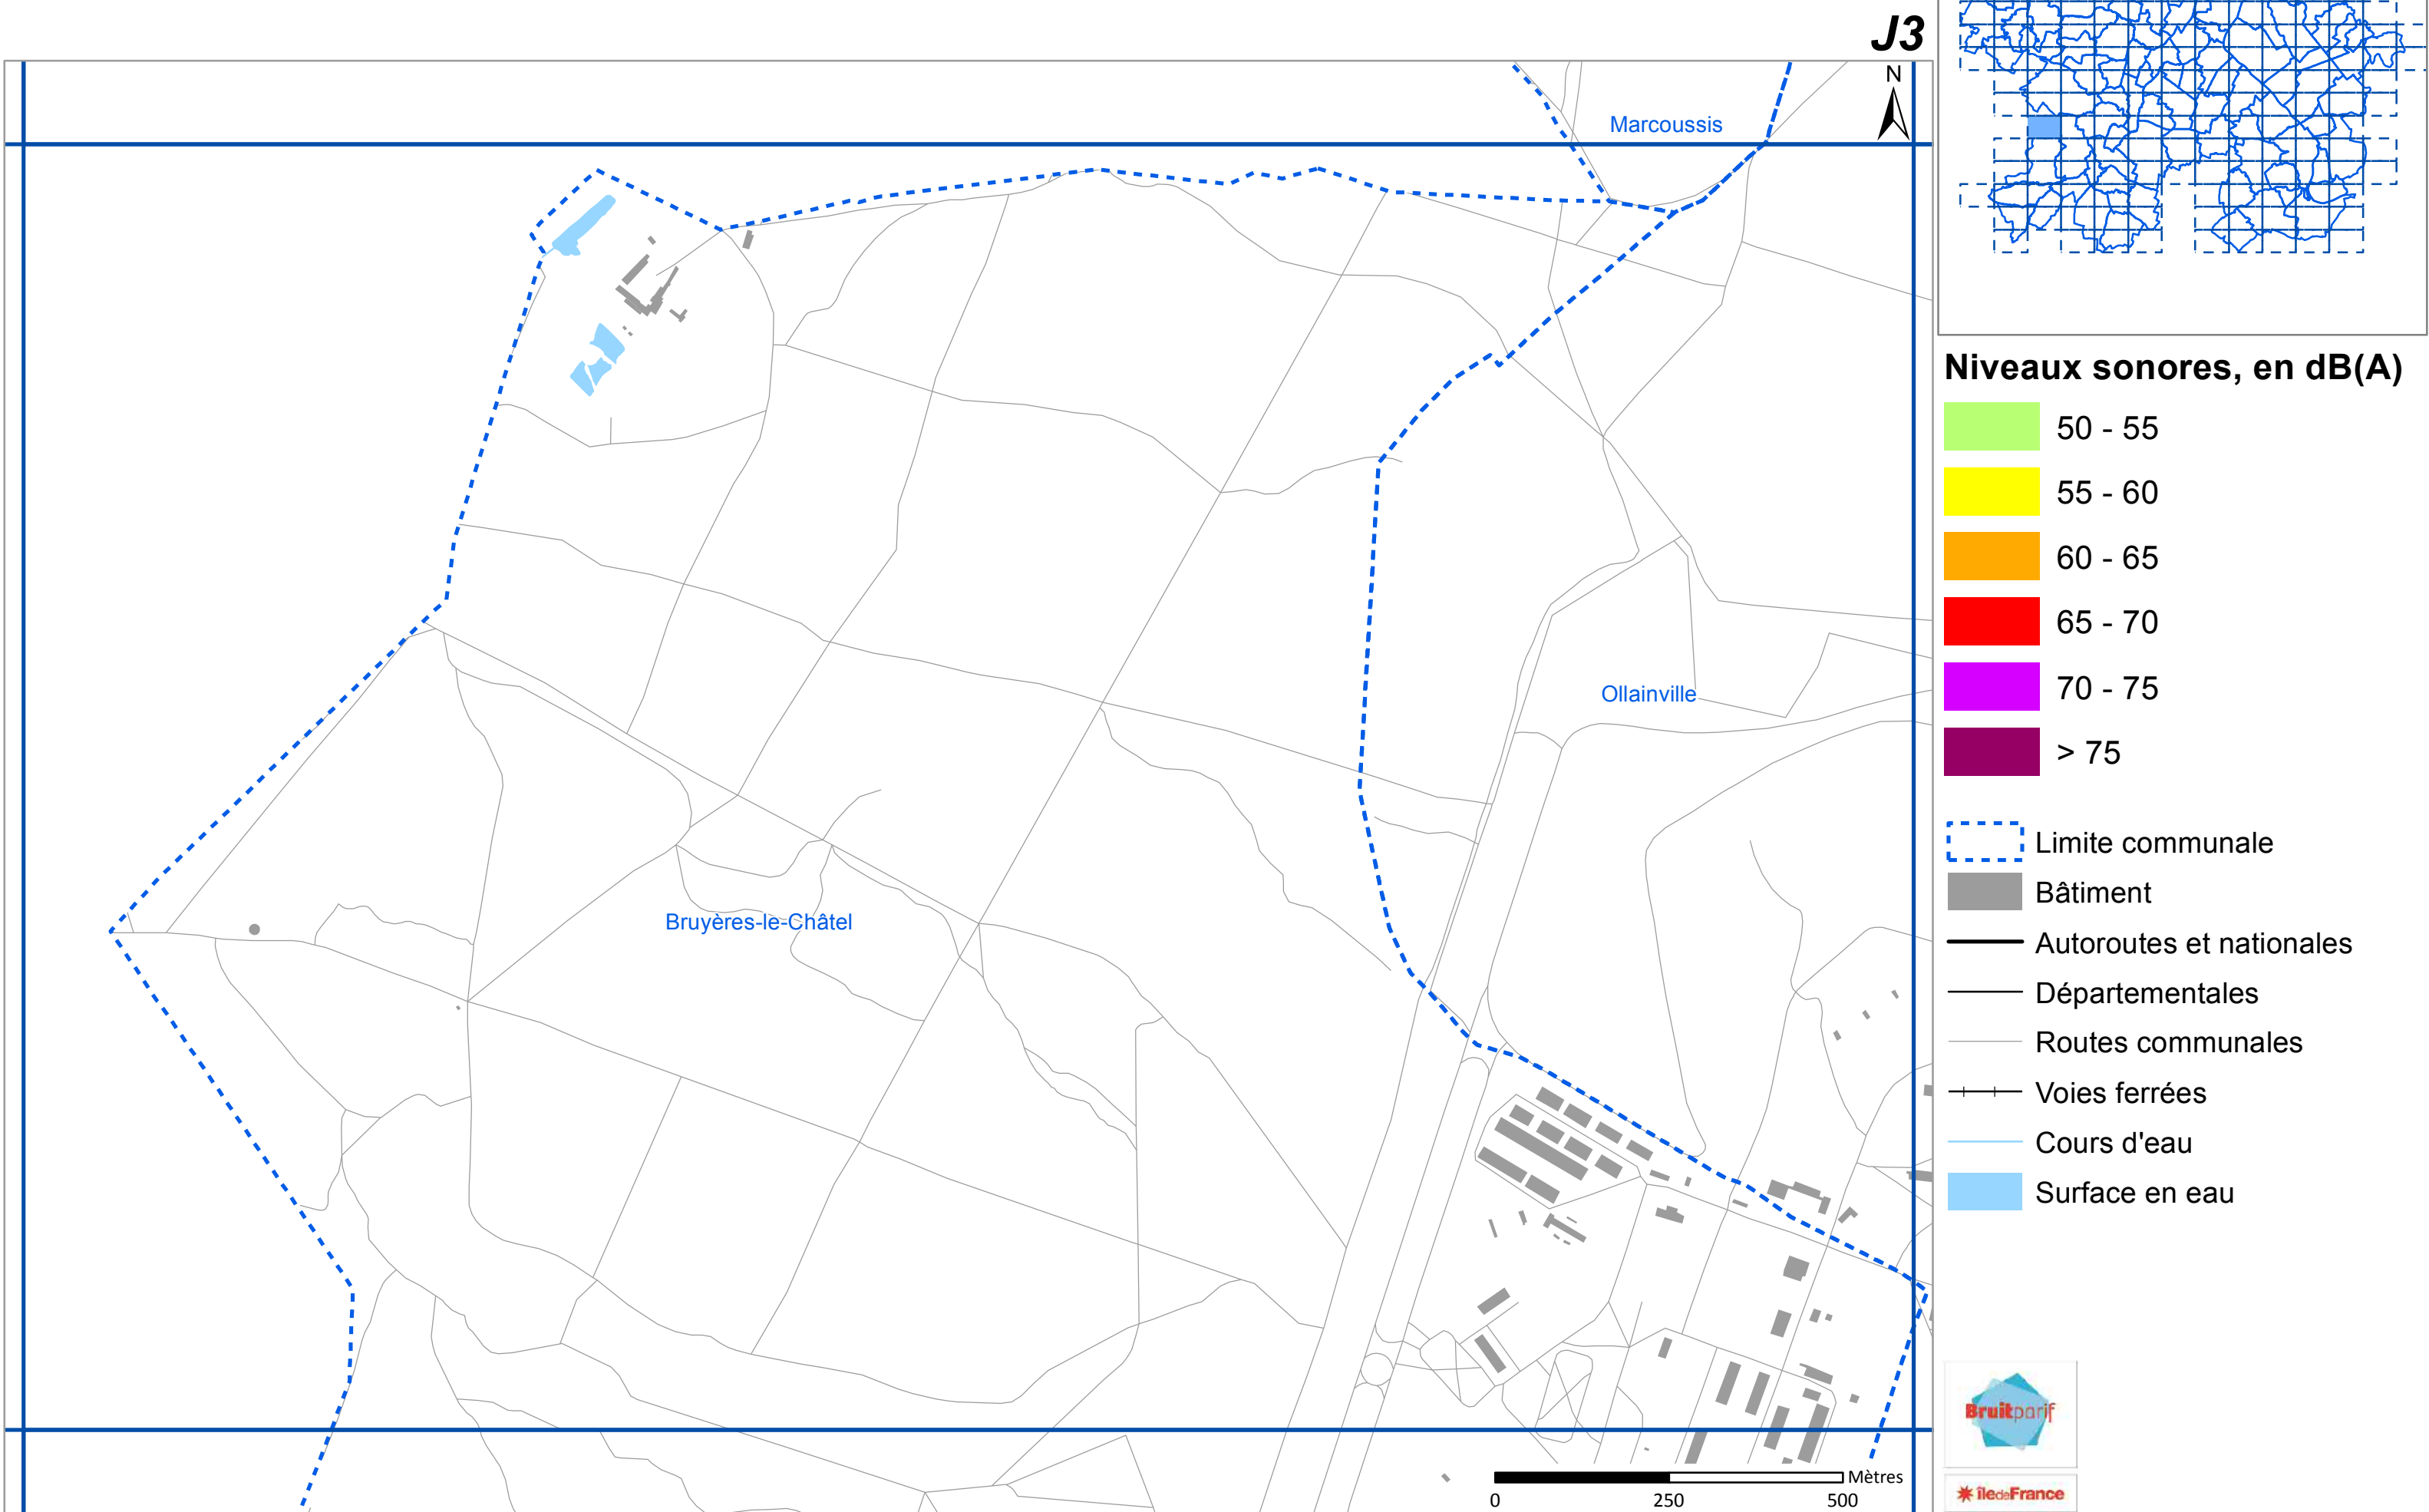 J3
N
Marcoussis
Ollainville
Bruyères-le-Châtel
Mètres
0 250 500
Niveaux sonores, en dB(A)
50 - 55
55 - 60
60 - 65
65 - 70
70 - 75
> 75
Limite communale
Bâtiment
Autoroutes et nationales
Départementales
Routes communales
Voies ferrées
Cours d'eau
Surface en eau
Bruitparif
îledeFrance